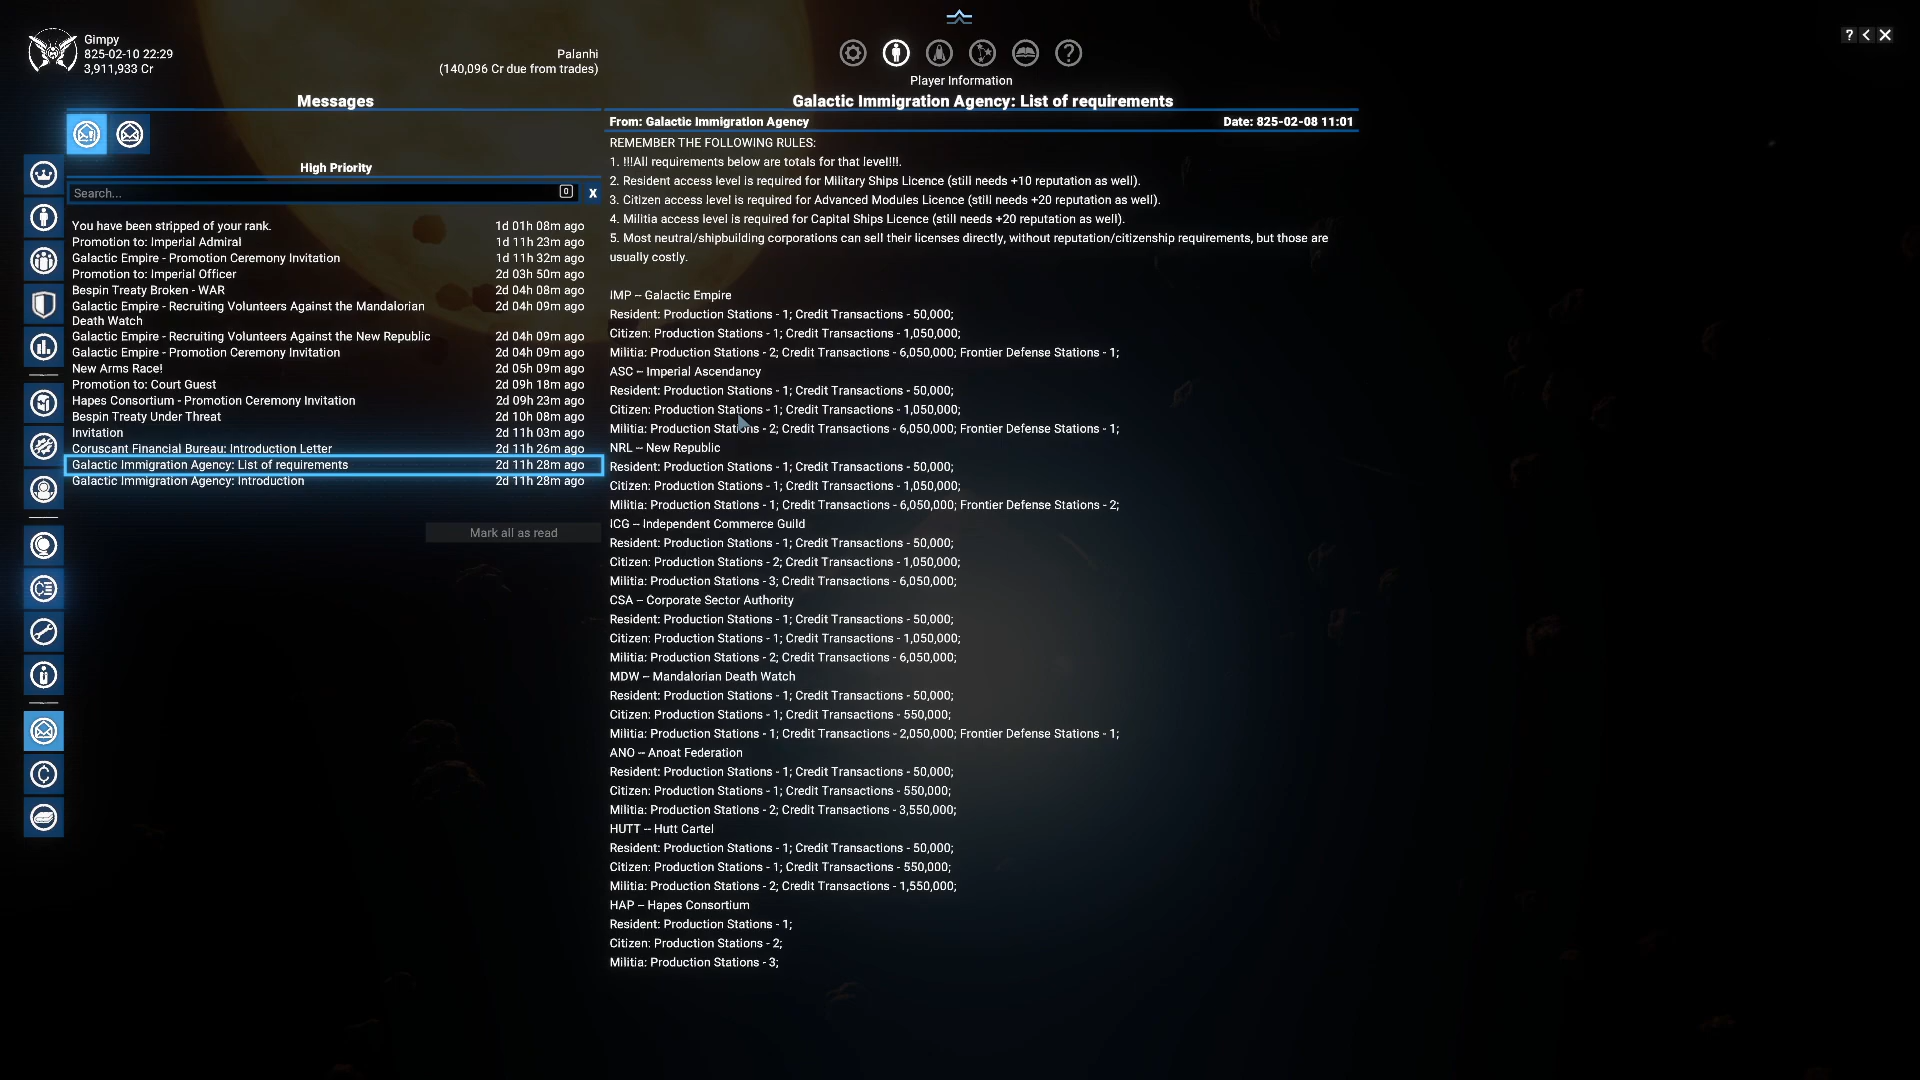 Gimpy
825-02-10 22:29
3,911,933 Cr
Palanhi
(140,096 Cr due from trades)
Player Information
? < X
Messages
High Priority
Search...
0
X
You have been stripped of your rank. 1d 01h 08m ago
Promotion to: Imperial Admiral 1d 11h 23m ago
Galactic Empire - Promotion Ceremony Invitation 1d 11h 32m ago
Promotion to: Imperial Officer 2d 03h 50m ago
Bespin Treaty Broken - WAR 2d 04h 08m ago
Galactic Empire - Recruiting Volunteers Against the Mandalorian 2d 04h 09m ago
Death Watch
Galactic Empire - Recruiting Volunteers Against the New Republic 2d 04h 09m ago
Galactic Empire - Promotion Ceremony Invitation 2d 04h 09m ago
New Arms Race! 2d 05h 09m ago
Promotion to: Court Guest 2d 09h 18m ago
Hapes Consortium - Promotion Ceremony Invitation 2d 09h 23m ago
Bespin Treaty Under Threat 2d 10h 08m ago
Invitation 2d 11h 03m ago
Coruscant Financial Bureau: Introduction Letter 2d 11h 26m ago
Galactic Immigration Agency: List of requirements 2d 11h 28m ago
Galactic Immigration Agency: Introduction 2d 11h 28m ago
Mark all as read
Galactic Immigration Agency: List of requirements
From: Galactic Immigration Agency Date: 825-02-08 11:01
REMEMBER THE FOLLOWING RULES:
1. !!!All requirements below are totals for that level!!!.
2. Resident access level is required for Military Ships Licence (still needs +10 reputation as well).
3. Citizen access level is required for Advanced Modules Licence (still needs +20 reputation as well).
4. Militia access level is required for Capital Ships Licence (still needs +20 reputation as well).
5. Most neutral/shipbuilding corporations can sell their licenses directly, without reputation/citizenship requirements, but those are
usually costly.
IMP -- Galactic Empire
Resident: Production Stations - 1; Credit Transactions - 50,000;
Citizen: Production Stations - 1; Credit Transactions - 1,050,000;
Militia: Production Stations - 2; Credit Transactions - 6,050,000; Frontier Defense Stations - 1;
ASC -- Imperial Ascendancy
Resident: Production Stations - 1; Credit Transactions - 50,000;
Citizen: Production Stations - 1; Credit Transactions - 1,050,000;
Militia: Production Stations - 2; Credit Transactions - 6,050,000; Frontier Defense Stations - 1;
NRL -- New Republic
Resident: Production Stations - 1; Credit Transactions - 50,000;
Citizen: Production Stations - 1; Credit Transactions - 1,050,000;
Militia: Production Stations - 1; Credit Transactions - 6,050,000; Frontier Defense Stations - 2;
ICG -- Independent Commerce Guild
Resident: Production Stations - 1; Credit Transactions - 50,000;
Citizen: Production Stations - 2; Credit Transactions - 1,050,000;
Militia: Production Stations - 3; Credit Transactions - 6,050,000;
CSA -- Corporate Sector Authority
Resident: Production Stations - 1; Credit Transactions - 50,000;
Citizen: Production Stations - 1; Credit Transactions - 1,050,000;
Militia: Production Stations - 2; Credit Transactions - 6,050,000;
MDW -- Mandalorian Death Watch
Resident: Production Stations - 1; Credit Transactions - 50,000;
Citizen: Production Stations - 1; Credit Transactions - 550,000;
Militia: Production Stations - 1; Credit Transactions - 2,050,000; Frontier Defense Stations - 1;
ANO -- Anoat Federation
Resident: Production Stations - 1; Credit Transactions - 50,000;
Citizen: Production Stations - 1; Credit Transactions - 550,000;
Militia: Production Stations - 2; Credit Transactions - 3,550,000;
HUTT -- Hutt Cartel
Resident: Production Stations - 1; Credit Transactions - 50,000;
Citizen: Production Stations - 1; Credit Transactions - 550,000;
Militia: Production Stations - 2; Credit Transactions - 1,550,000;
HAP -- Hapes Consortium
Resident: Production Stations - 1;
Citizen: Production Stations - 2;
Militia: Production Stations - 3;